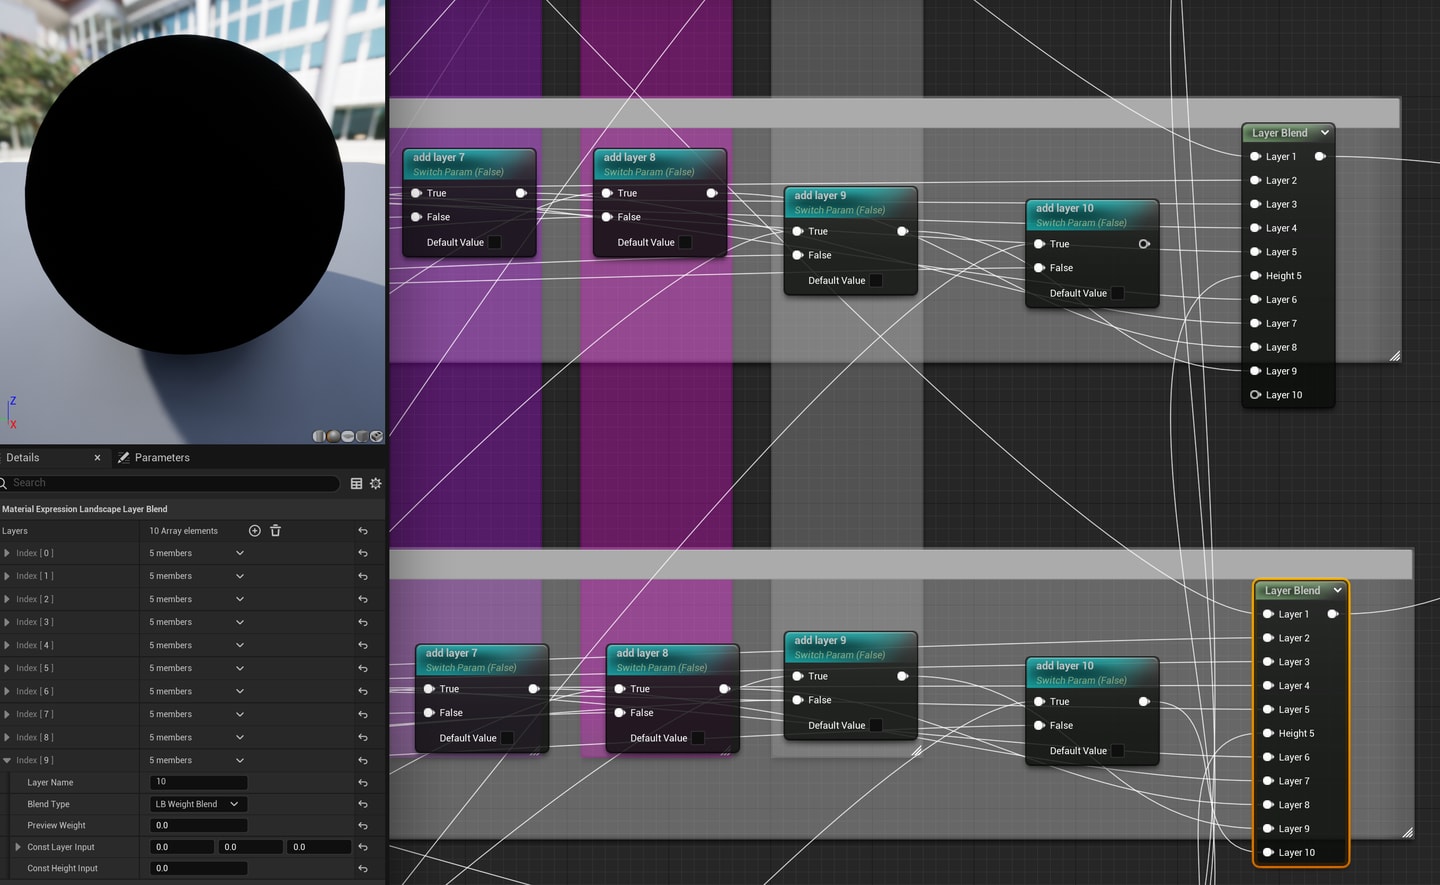 Z
X
Details
×
Parameters
Search
Material Expression Landscape Layer Blend
Layers 10 Array elements
Index [ 0 ] 5 members
Index [ 1 ] 5 members
Index [ 2 ] 5 members
Index [ 3 ] 5 members
Index [ 4 ] 5 members
Index [ 5 ] 5 members
Index [ 6 ] 5 members
Index [ 7 ] 5 members
Index [ 8 ] 5 members
Index [ 9 ] 5 members
Layer Name 10
Blend Type LB Weight Blend
Preview Weight 0.0
Const Layer Input 0.0 0.0 0.0
Const Height Input 0.0
add layer 7
Switch Param (False)
True
False
Default Value
add layer 8
Switch Param (False)
True
False
Default Value
add layer 9
Switch Param (False)
True
False
Default Value
add layer 10
Switch Param (False)
True
False
Default Value
Layer Blend
Layer 1
Layer 2
Layer 3
Layer 4
Layer 5
Height 5
Layer 6
Layer 7
Layer 8
Layer 9
Layer 10
add layer 7
Switch Param (False)
True
False
Default Value
add layer 8
Switch Param (False)
True
False
Default Value
add layer 9
Switch Param (False)
True
False
Default Value
add layer 10
Switch Param (False)
True
False
Default Value
Layer Blend
Layer 1
Layer 2
Layer 3
Layer 4
Layer 5
Height 5
Layer 6
Layer 7
Layer 8
Layer 9
Layer 10